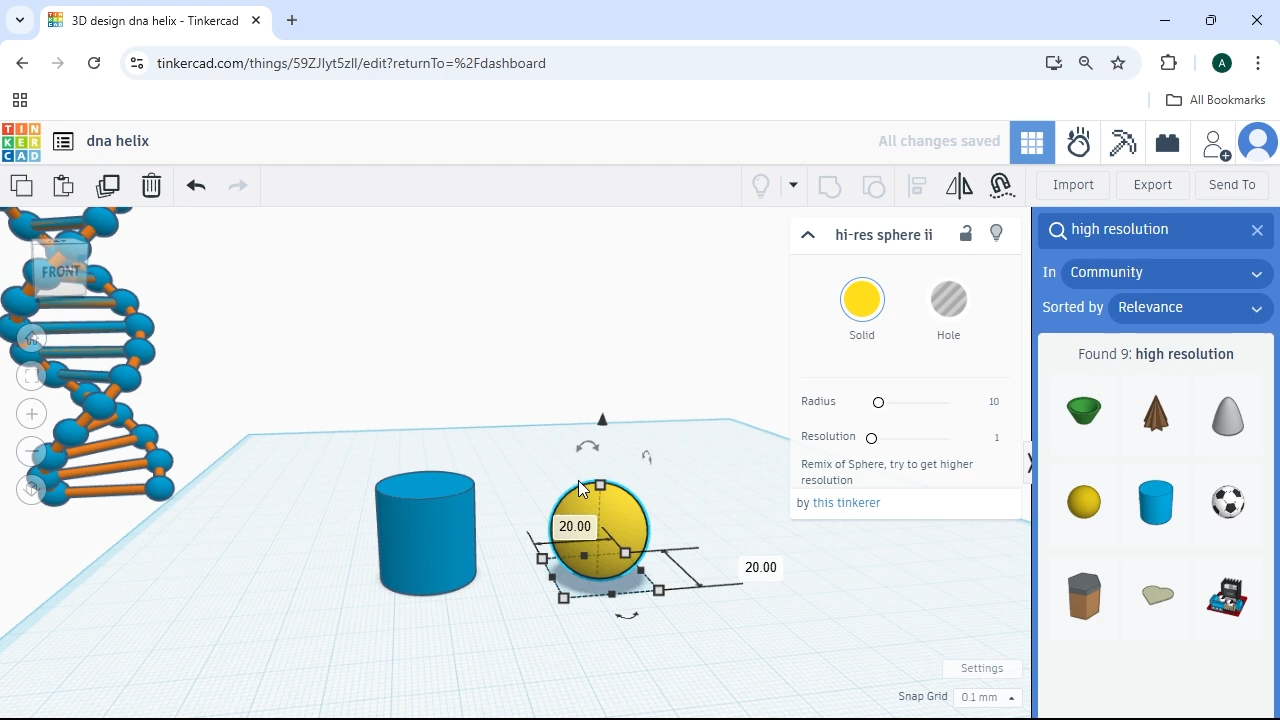 3D design dna helix - Tinkercad
tinkercad.com/things/59ZJIyt5zII/edit?returnTo=%2Fdashboard
All Bookmarks
TIN
KER
CAD
dna helix
All changes saved
Import
Export
Send To
FRONT
hi-res sphere ii
Solid
Hole
Radius
10
Resolution
1
Remix of Sphere, try to get higher
resolution
by this tinkerer
20.00
20.00
Settings
Snap Grid
0.1 mm
high resolution
In
Community
Sorted by
Relevance
Found 9: high resolution
A